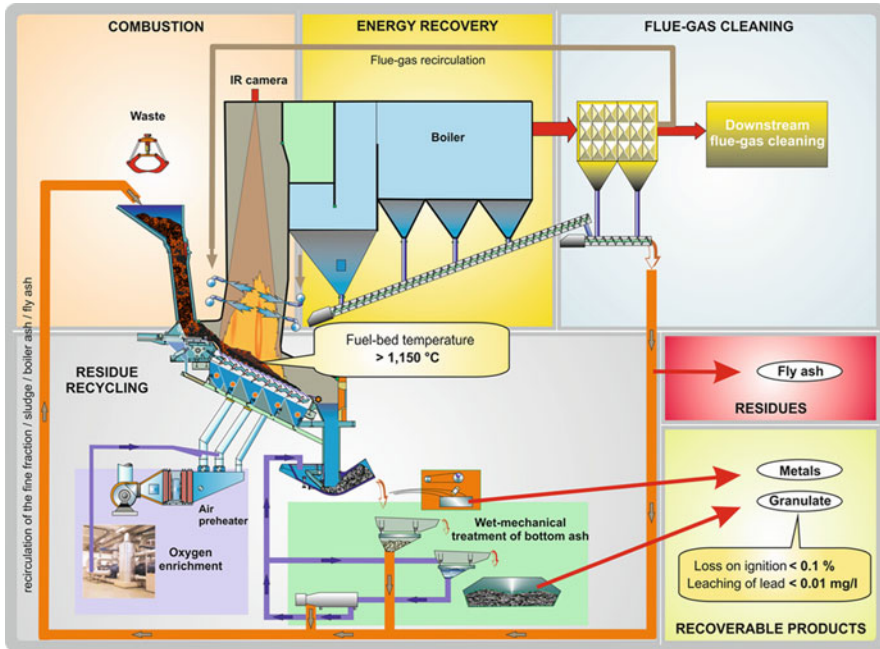 COMBUSTION
ENERGY RECOVERY
FLUE-GAS CLEANING
Flue-gas recirculation
IR camera
Waste
Boiler
Downstream
flue-gas cleaning
Fuel-bed temperature
> 1,150 °C
recirculation of the fine fraction / sludge / boiler ash / fly ash
RESIDUE
RECYCLING
Fly ash
RESIDUES
Air
preheater
Oxygen
enrichment
Wet-mechanical
treatment of bottom ash
Metals
Granulate
Loss on ignition < 0.1 %
Leaching of lead < 0.01 mg/l
RECOVERABLE PRODUCTS